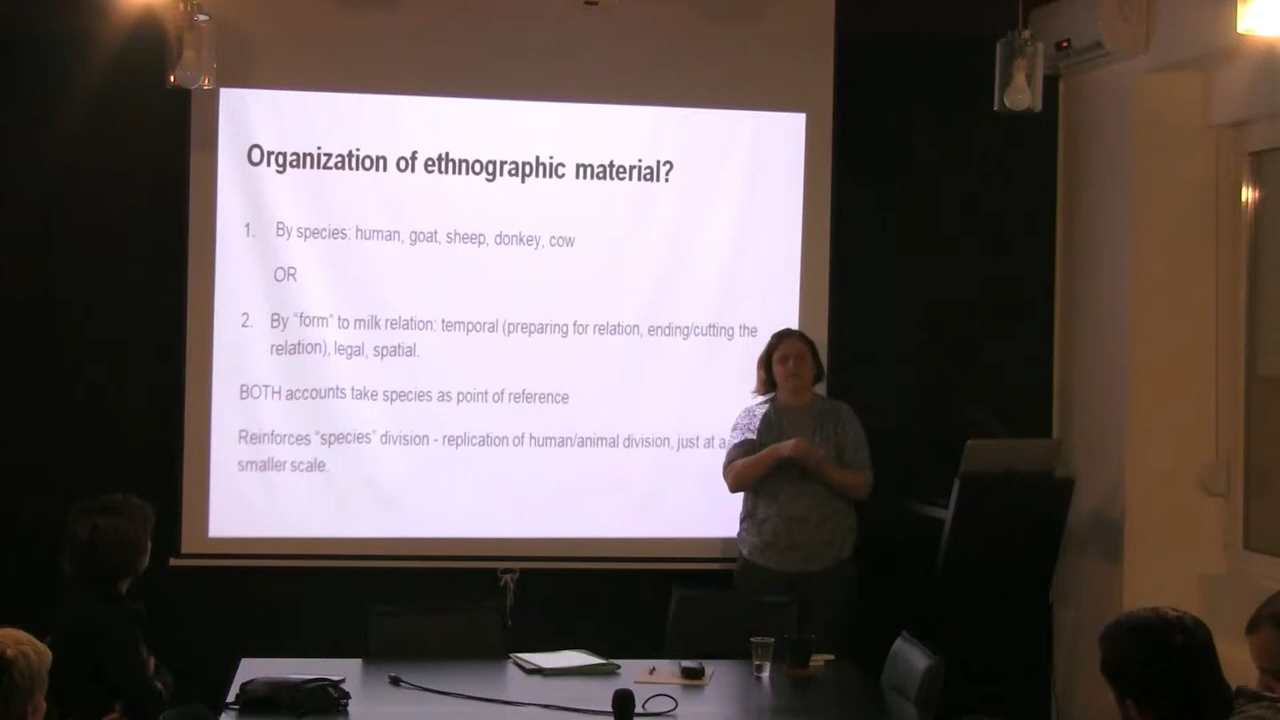 Organization of ethnographic material?
1. By species: human, goat, sheep, donkey, cow
OR
2. By "form" to milk relation: temporal (preparing for relation, ending/cutting the
relation), legal, spatial.
BOTH accounts take species as point of reference
Reinforces "species" division - replication of human/animal division, just at a
smaller scale.